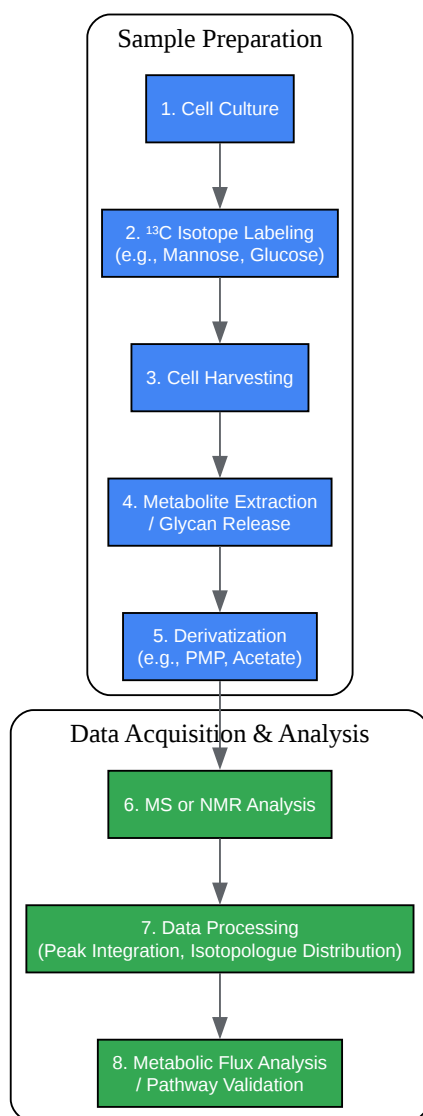 Sample Preparation
1. Cell Culture
2. ¹³C Isotope Labeling
(e.g., Mannose, Glucose)
3. Cell Harvesting
4. Metabolite Extraction
/ Glycan Release
5. Derivatization
(e.g., PMP, Acetate)
Data Acquisition & Analysis
6. MS or NMR Analysis
7. Data Processing
(Peak Integration, Isotopologue Distribution)
8. Metabolic Flux Analysis
/ Pathway Validation